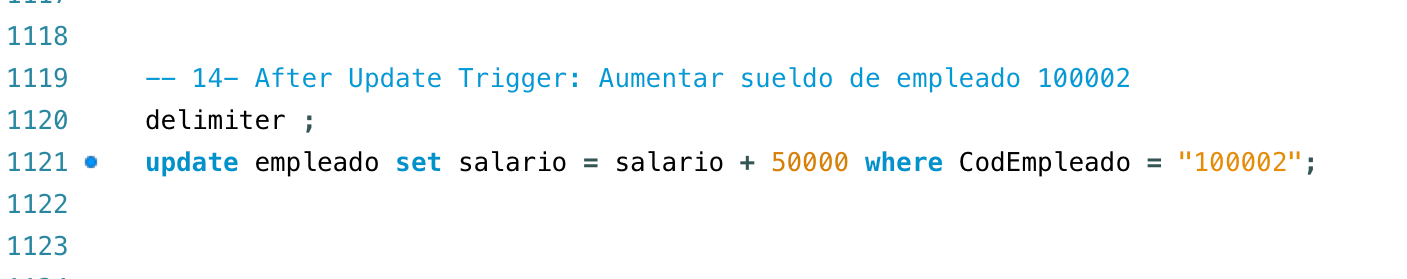 1118
1119 -- 14- After Update Trigger: Aumentar sueldo de empleado 100002
1120 delimiter ;
1121 update empleado set salario = salario + 50000 where CodEmpleado = "100002";
1122
1123